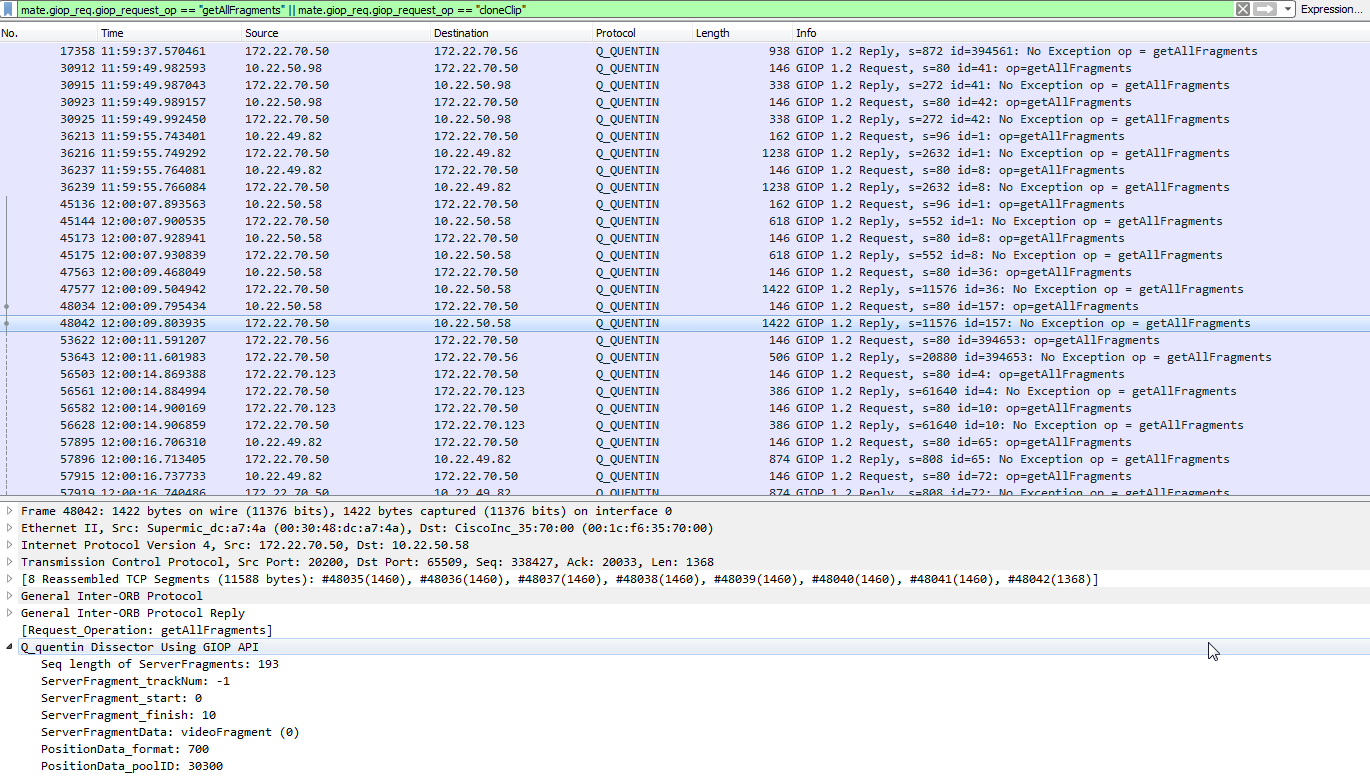 mate.giop_req.giop_request_op == "getAllFragments" || mate.giop_req.giop_request_op == "cloneClip" Expression...
No. Time Source Destination Protocol Length Info
17358 11:59:37.570461 172.22.70.50 172.22.70.56 Q_QUENTIN 938 GIOP 1.2 Reply, s=872 id=394561: No Exception op = getAllFragments
30912 11:59:49.982593 10.22.50.98 172.22.70.50 Q_QUENTIN 146 GIOP 1.2 Request, s=80 id=41: op=getAllFragments
30915 11:59:49.987043 172.22.70.50 10.22.50.98 Q_QUENTIN 338 GIOP 1.2 Reply, s=272 id=41: No Exception op = getAllFragments
30923 11:59:49.989157 10.22.50.98 172.22.70.50 Q_QUENTIN 146 GIOP 1.2 Request, s=80 id=42: op=getAllFragments
30925 11:59:49.992450 172.22.70.50 10.22.50.98 Q_QUENTIN 338 GIOP 1.2 Reply, s=272 id=42: No Exception op = getAllFragments
36213 11:59:55.743401 10.22.49.82 172.22.70.50 Q_QUENTIN 162 GIOP 1.2 Request, s=96 id=1: op=getAllFragments
36216 11:59:55.749292 172.22.70.50 10.22.49.82 Q_QUENTIN 1238 GIOP 1.2 Reply, s=2632 id=1: No Exception op = getAllFragments
36237 11:59:55.764081 10.22.49.82 172.22.70.50 Q_QUENTIN 146 GIOP 1.2 Request, s=80 id=8: op=getAllFragments
36239 11:59:55.766084 172.22.70.50 10.22.49.82 Q_QUENTIN 1238 GIOP 1.2 Reply, s=2632 id=8: No Exception op = getAllFragments
45136 12:00:07.893563 10.22.50.58 172.22.70.50 Q_QUENTIN 162 GIOP 1.2 Request, s=96 id=1: op=getAllFragments
45144 12:00:07.900535 172.22.70.50 10.22.50.58 Q_QUENTIN 618 GIOP 1.2 Reply, s=552 id=1: No Exception op = getAllFragments
45173 12:00:07.928941 10.22.50.58 172.22.70.50 Q_QUENTIN 146 GIOP 1.2 Request, s=80 id=8: op=getAllFragments
45175 12:00:07.930839 172.22.70.50 10.22.50.58 Q_QUENTIN 618 GIOP 1.2 Reply, s=552 id=8: No Exception op = getAllFragments
47563 12:00:09.468049 10.22.50.58 172.22.70.50 Q_QUENTIN 146 GIOP 1.2 Request, s=80 id=36: op=getAllFragments
47577 12:00:09.504942 172.22.70.50 10.22.50.58 Q_QUENTIN 1422 GIOP 1.2 Reply, s=11576 id=36: No Exception op = getAllFragments
48034 12:00:09.795434 10.22.50.58 172.22.70.50 Q_QUENTIN 146 GIOP 1.2 Request, s=80 id=157: op=getAllFragments
48042 12:00:09.803935 172.22.70.50 10.22.50.58 Q_QUENTIN 1422 GIOP 1.2 Reply, s=11576 id=157: No Exception op = getAllFragments
53622 12:00:11.591207 172.22.70.56 172.22.70.50 Q_QUENTIN 146 GIOP 1.2 Request, s=80 id=394653: op=getAllFragments
53643 12:00:11.601983 172.22.70.50 172.22.70.56 Q_QUENTIN 506 GIOP 1.2 Reply, s=20880 id=394653: No Exception op = getAllFragments
56503 12:00:14.869388 172.22.70.123 172.22.70.50 Q_QUENTIN 146 GIOP 1.2 Request, s=80 id=4: op=getAllFragments
56561 12:00:14.884994 172.22.70.50 172.22.70.123 Q_QUENTIN 386 GIOP 1.2 Reply, s=61640 id=4: No Exception op = getAllFragments
56582 12:00:14.900169 172.22.70.123 172.22.70.50 Q_QUENTIN 146 GIOP 1.2 Request, s=80 id=10: op=getAllFragments
56628 12:00:14.906859 172.22.70.50 172.22.70.123 Q_QUENTIN 386 GIOP 1.2 Reply, s=61640 id=10: No Exception op = getAllFragments
57895 12:00:16.706310 10.22.49.82 172.22.70.50 Q_QUENTIN 146 GIOP 1.2 Request, s=80 id=65: op=getAllFragments
57896 12:00:16.713405 172.22.70.50 10.22.49.82 Q_QUENTIN 874 GIOP 1.2 Reply, s=808 id=65: No Exception op = getAllFragments
57915 12:00:16.737733 10.22.49.82 172.22.70.50 Q_QUENTIN 146 GIOP 1.2 Request, s=80 id=72: op=getAllFragments
57919 12:00:16.740486 172.22.70.50 10.22.49.82 Q_QUENTIN 874 GIOP 1.2 Reply, s=808 id=72: No Exception op = getAllFragments
Frame 48042: 1422 bytes on wire (11376 bits), 1422 bytes captured (11376 bits) on interface 0
Ethernet II, Src: Supermic_dc:a7:4a (00:30:48:dc:a7:4a), Dst: CiscoInc_35:70:00 (00:1c:f6:35:70:00)
Internet Protocol Version 4, Src: 172.22.70.50, Dst: 10.22.50.58
Transmission Control Protocol, Src Port: 20200, Dst Port: 65509, Seq: 338427, Ack: 20033, Len: 1368
[8 Reassembled TCP Segments (11588 bytes): #48035(1460), #48036(1460), #48037(1460), #48038(1460), #48039(1460), #48040(1460), #48041(1460), #48042(1368)]
General Inter-ORB Protocol
General Inter-ORB Protocol Reply
[Request_Operation: getAllFragments]
Q_quentin Dissector Using GIOP API
Seq length of ServerFragments: 193
ServerFragment_trackNum: -1
ServerFragment_start: 0
ServerFragment_finish: 10
ServerFragmentData: videoFragment (0)
PositionData_format: 700
PositionData_poolID: 30300